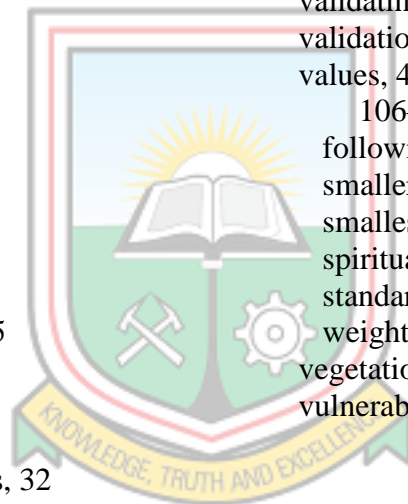 validatin
validatio
values, 4
106
followi
smalle
smalles
spiritua
standar
weight
vegetatio
vulnerab
5
s, 32
KNOWLEDGE, TRUTH AND EXCELLENCE